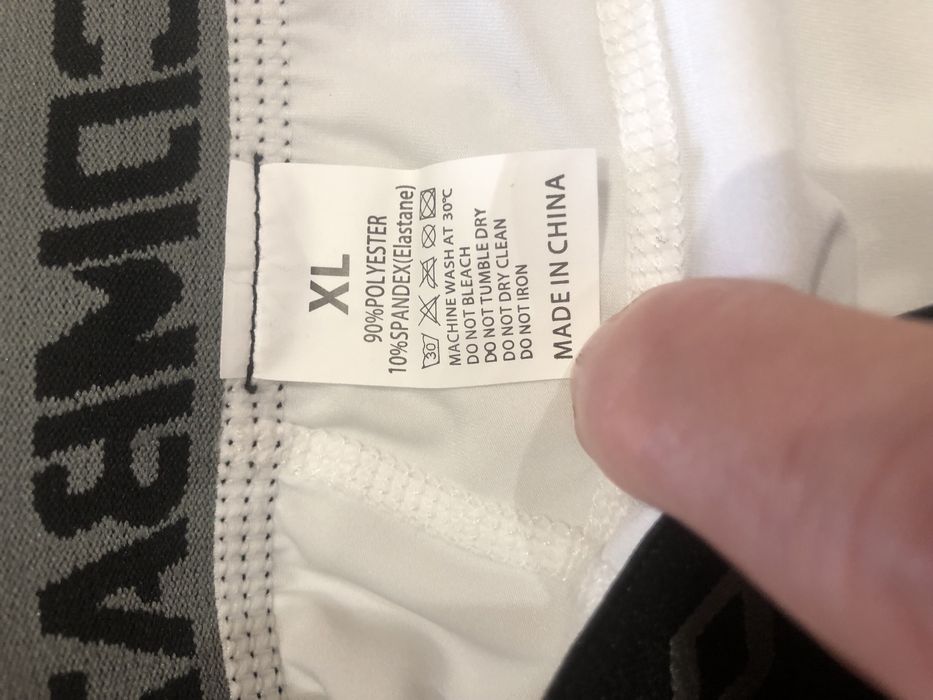 XL
90%POLYESTER
10%SPANDEX(Elastane)
30
MACHINE WASH AT 30℃
DO NOT BLEACH
DO NOT TUMBLE DRY
DO NOT DRY CLEAN
DO NOT IRON
MADE IN CHINA